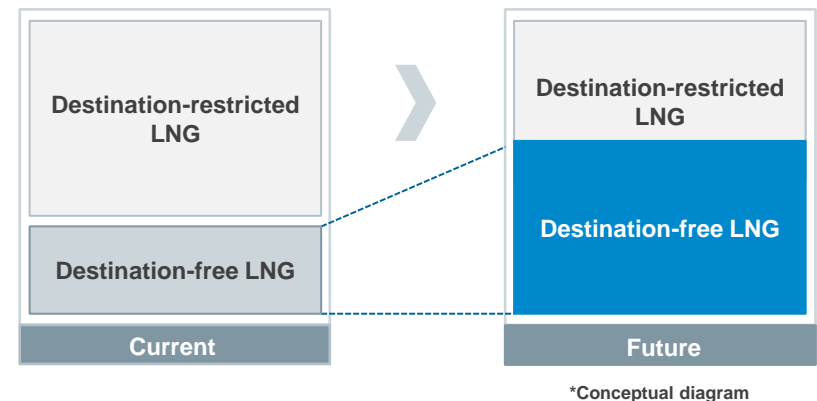 Destination-restricted
LNG
Destination-free LNG
Current
Destination-restricted
LNG
Destination-free LNG
Future
*Conceptual diagram